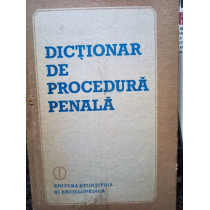 DICȚIONAR
DE
PROCEDURĂ
PENALĂ
EDITURA ȘTIINȚIFICĂ
ȘI ENCICLOPEDICĂ